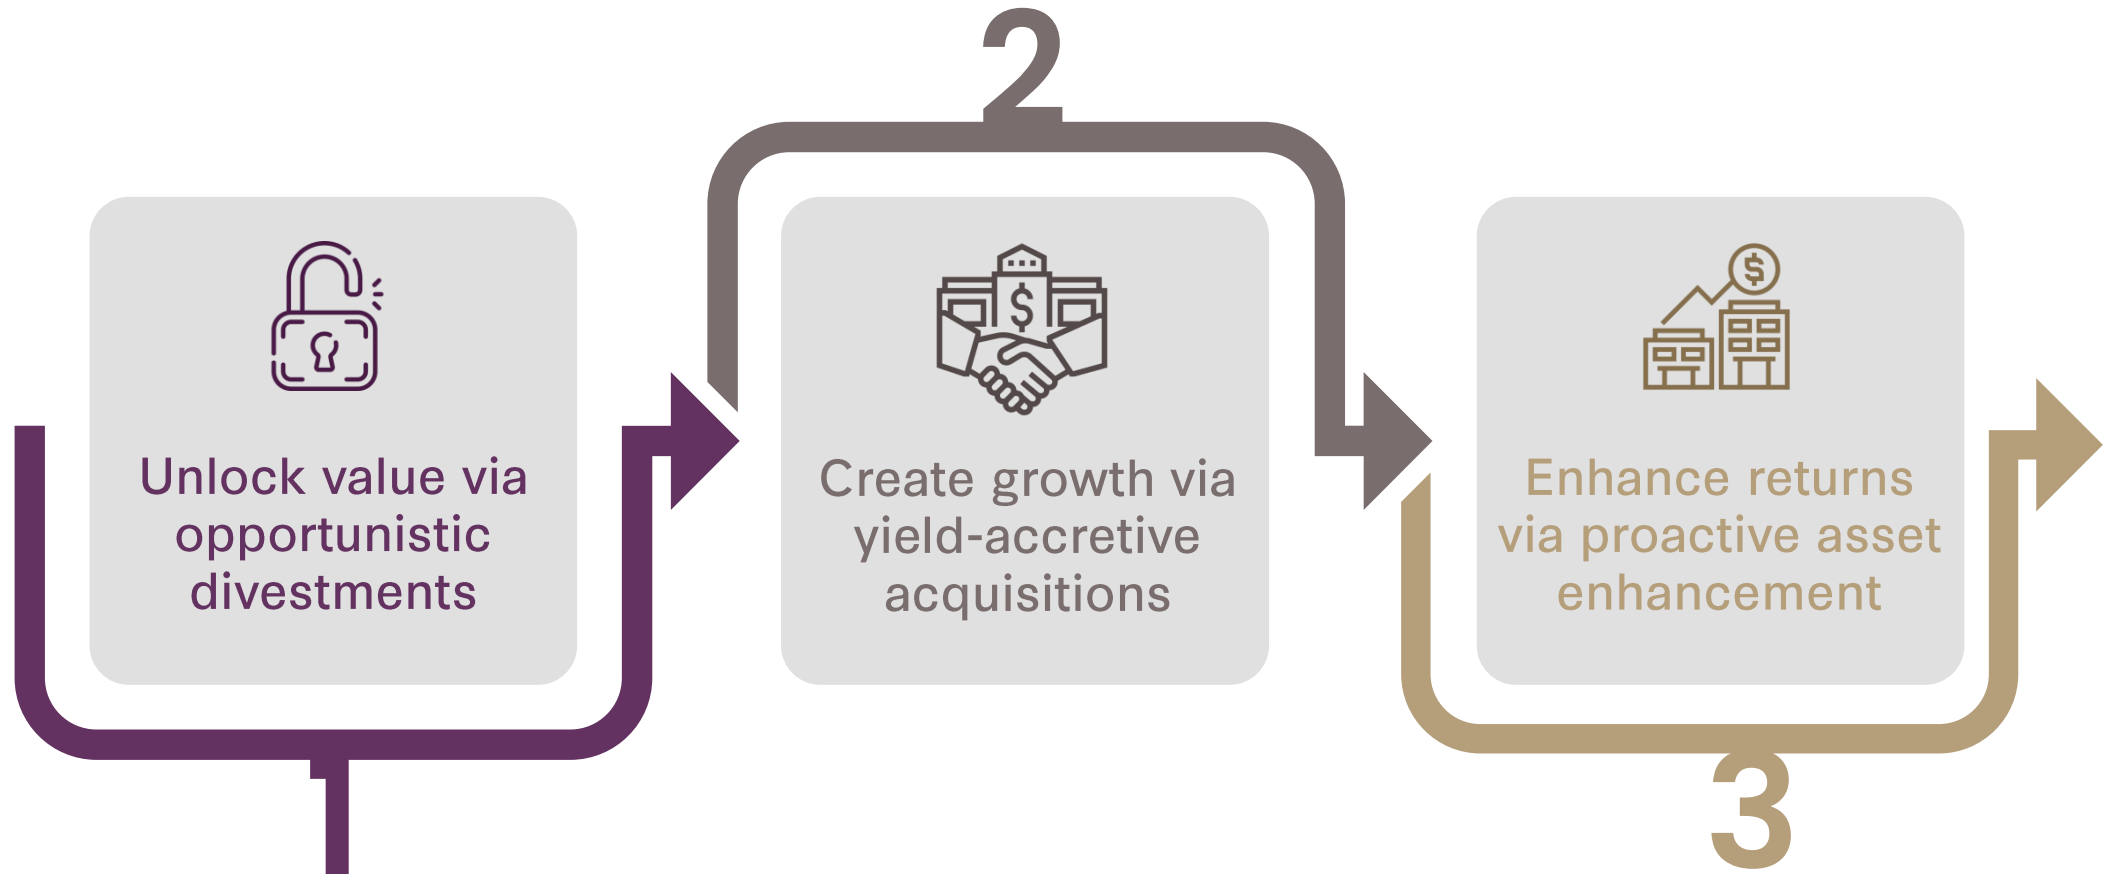 1
Unlock value via
opportunistic
divestments
2
$
Create growth via
yield-accretive
acquisitions
$
Enhance returns
via proactive asset
enhancement
3